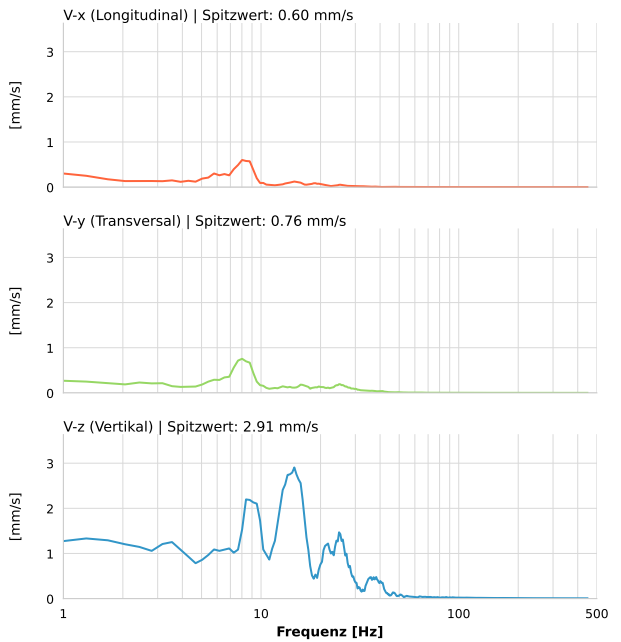 V-x (Longitudinal) | Spitzwert: 0.60 mm/s
[mm/s]
3
2
1
0
V-y (Transversal) | Spitzwert: 0.76 mm/s
[mm/s]
3
2
1
0
V-z (Vertikal) | Spitzwert: 2.91 mm/s
[mm/s]
3
2
1
0
1 10 100 500
Frequenz [Hz]